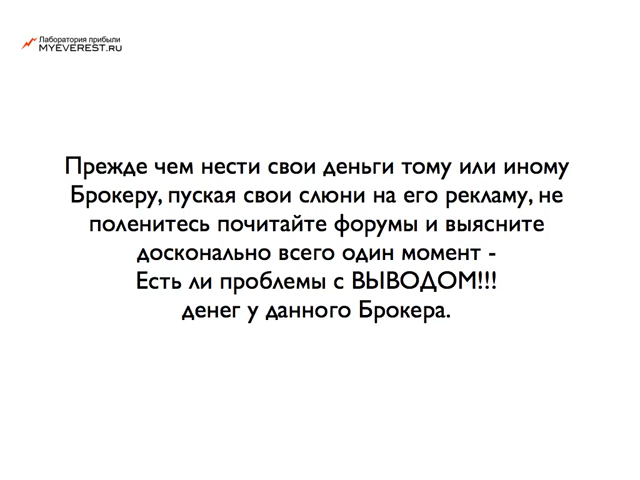 Лаборатория прибыли
MYEVEREST.RU
Прежде чем нести свои деньги тому или иному
Брокеру, пуская свои слюни на его рекламу, не
поленитесь почитайте форумы и выясните
досконально всего один момент -
Есть ли проблемы с ВЫВОДОМ!!!
денег у данного Брокера.